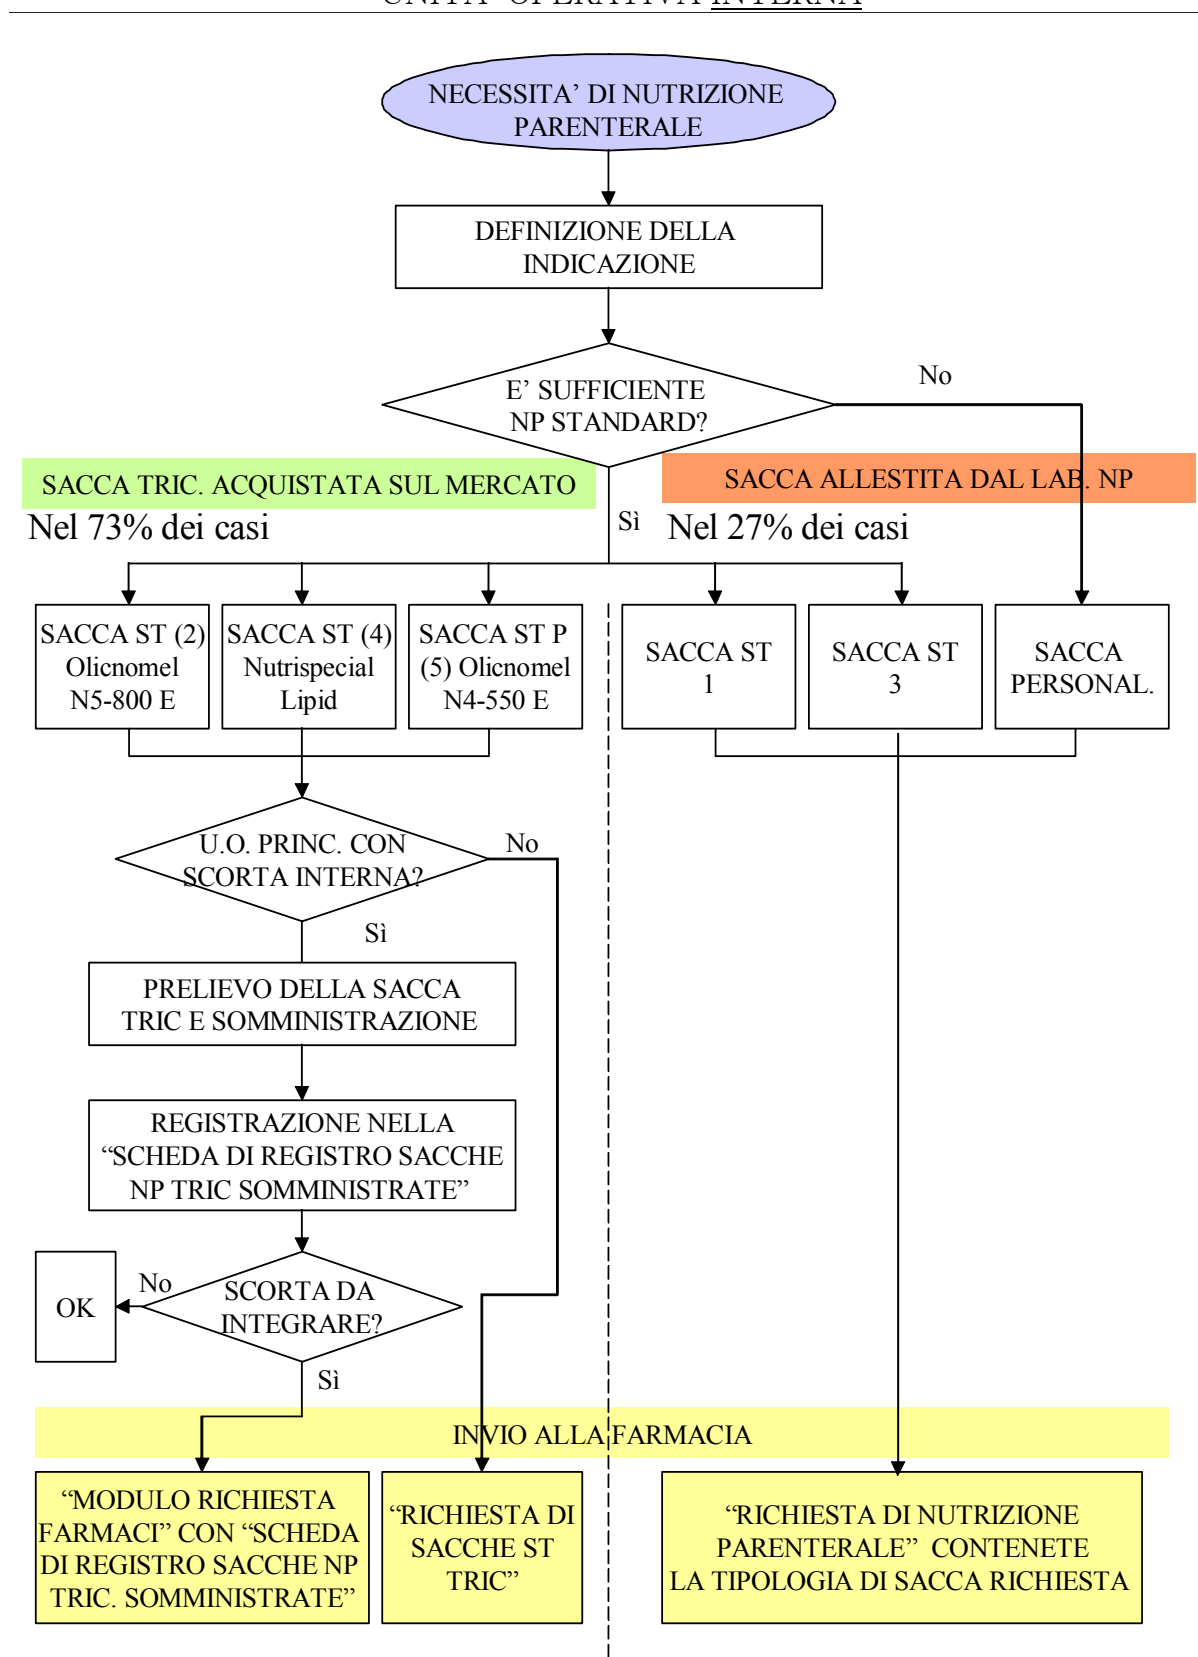 UNITA’ OPERATIVA INTERNA
NECESSITA’ DI NUTRIZIONE
PARENTERALE
DEFINIZIONE DELLA
INDICAZIONE
E’ SUFFICIENTE
NP STANDARD?
No
SACCA TRIC. ACQUISTATA SUL MERCATO
SACCA ALLESTITA DAL LAB. NP
Nel 73% dei casi
Sì
Nel 27% dei casi
SACCA ST (2)
Olicnomel
N5-800 E
SACCA ST (4)
Nutrispecial
Lipid
SACCA ST P
(5) Olicnomel
N4-550 E
SACCA ST
1
SACCA ST
3
SACCA
PERSONAL.
U.O. PRINC. CON
SCORTA INTERNA?
No
Sì
PRELIEVO DELLA SACCA
TRIC E SOMMINISTRAZIONE
REGISTRAZIONE NELLA
“SCHEDA DI REGISTRO SACCHE
NP TRIC SOMMINISTRATE”
SCORTA DA
INTEGRARE?
No
OK
Sì
INVIO ALLA FARMACIA
“MODULO RICHIESTA
FARMACI” CON “SCHEDA
DI REGISTRO SACCHE NP
TRIC. SOMMINISTRATE”
“RICHIESTA DI
SACCHE ST
TRIC”
“RICHIESTA DI NUTRIZIONE
PARENTERALE” CONTENETE
LA TIPOLOGIA DI SACCA RICHIESTA